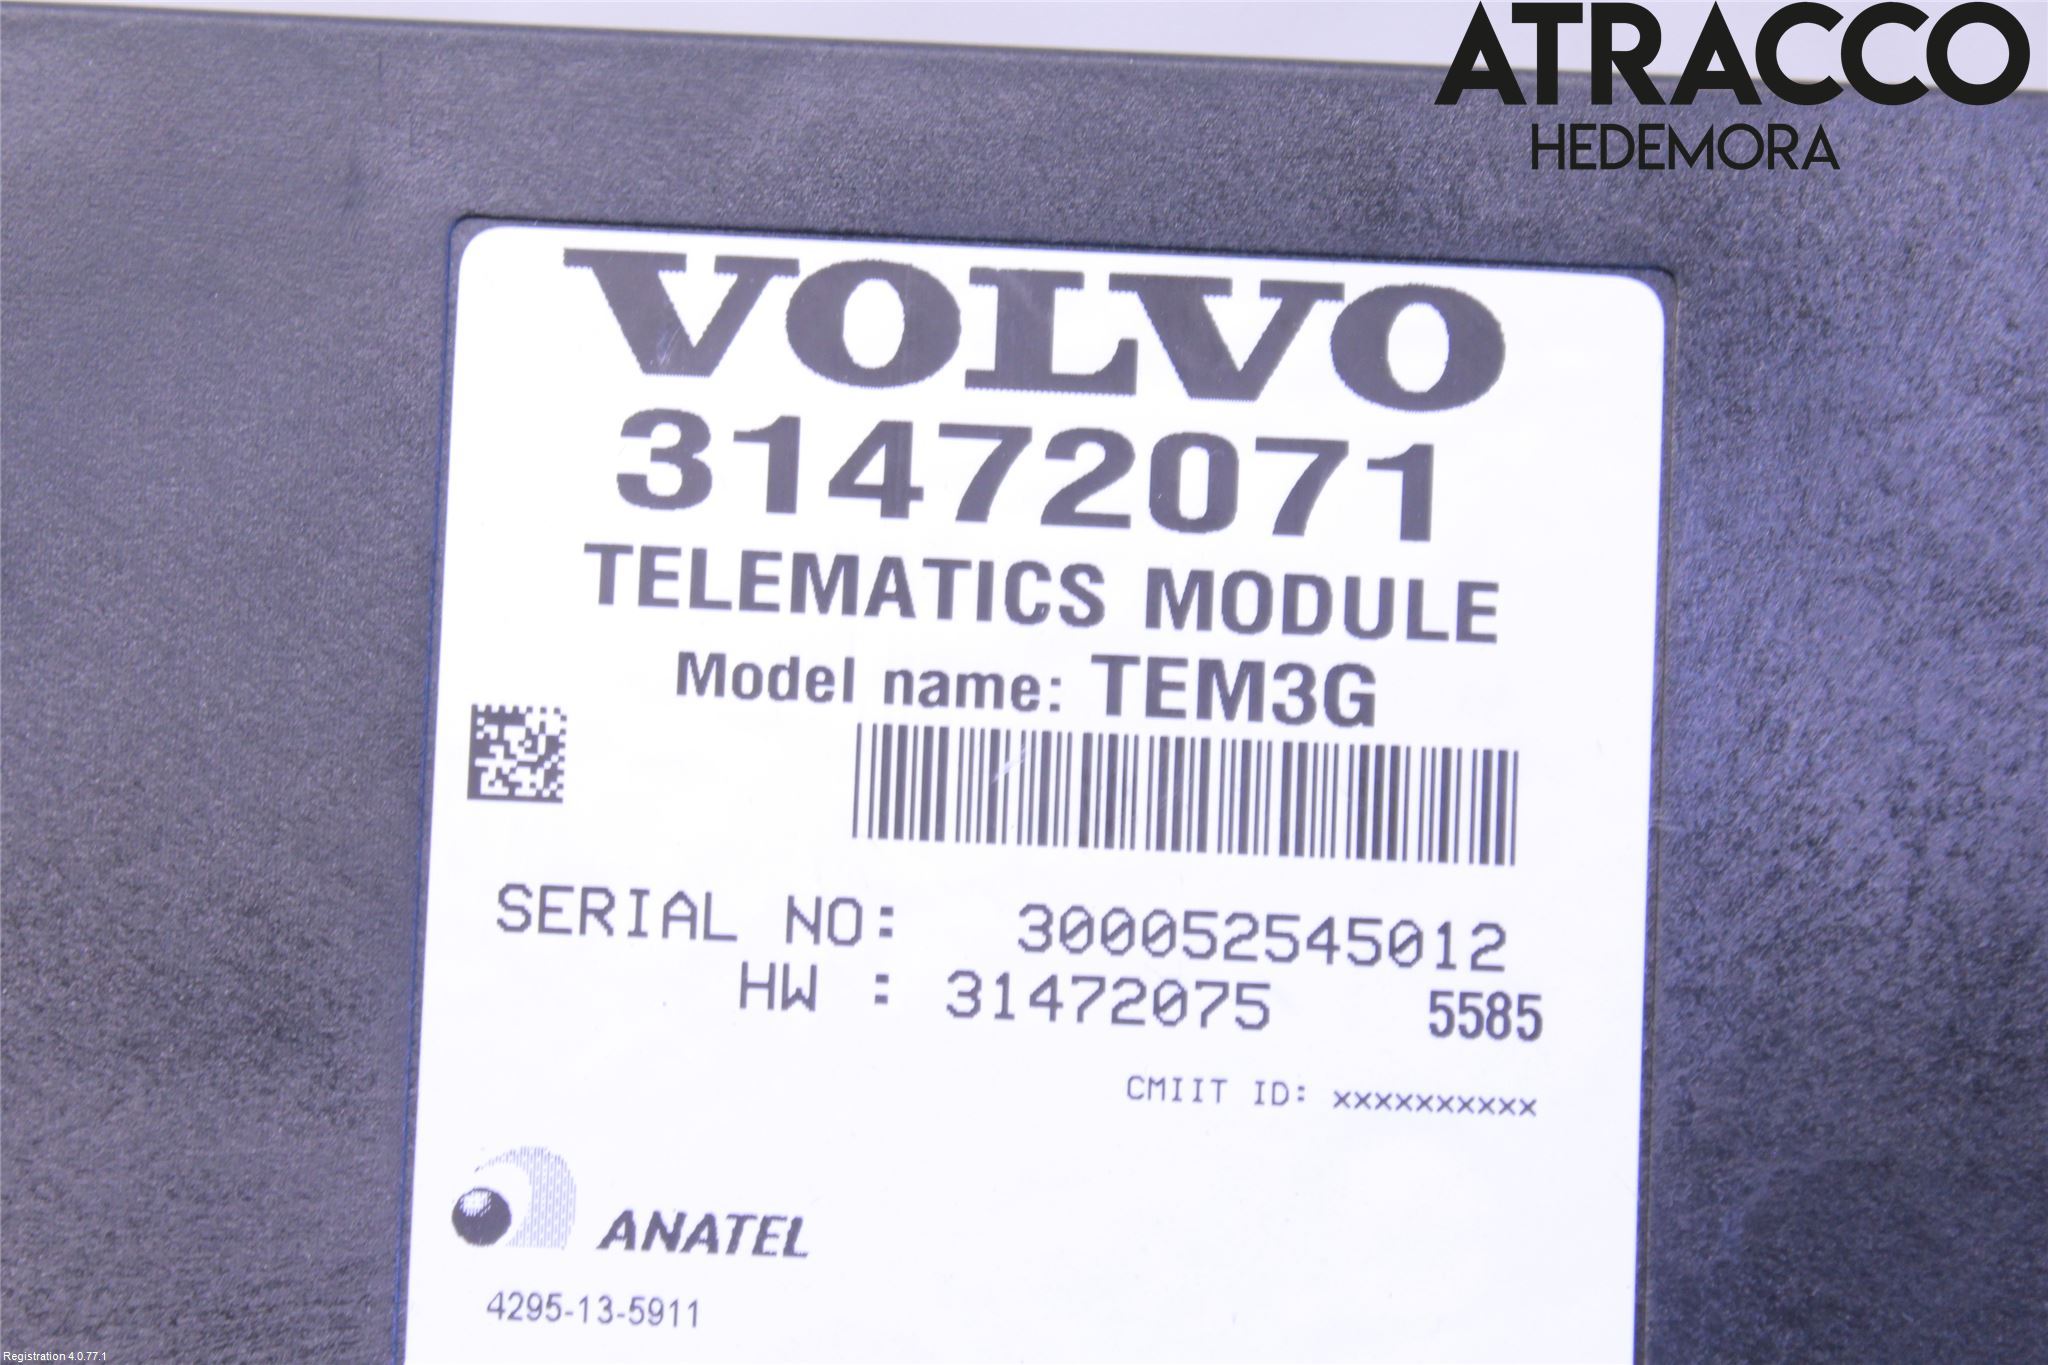 ATRACCO
HEDEMORA
VOLVO
31472071
TELEMATICS MODULE
Model name: TEM3G
SERIAL NO: 300052545012
HW : 31472075 5585
CMIIT ID: xxxxxxxxxx
ANATEL
4295-13-5911
Registration 4.0.77.1